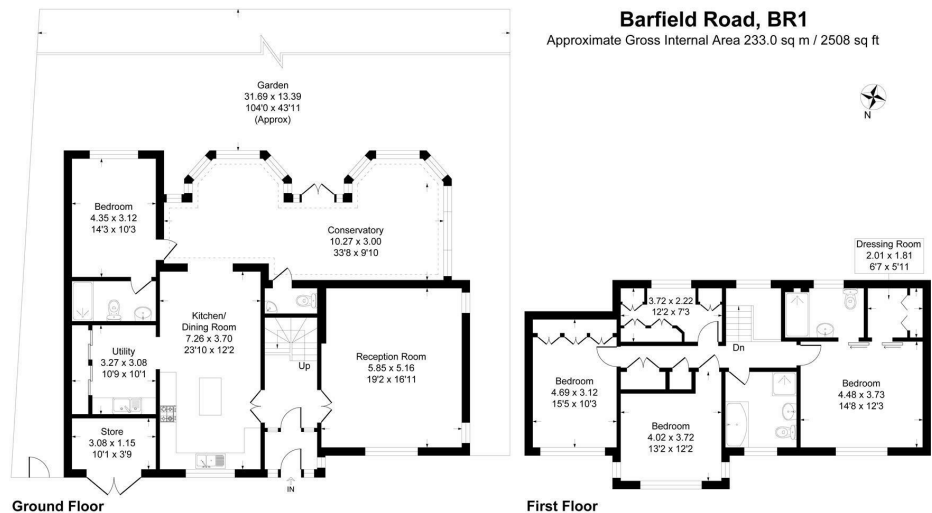 Barfield Road, BR1
Approximate Gross Internal Area 233.0 sq m / 2508 sq ft
N
Garden
31.69 x 13.39
104'0 x 43'11
(Approx)
Bedroom
4.35 x 3.12
14'3 x 10'3
Conservatory
10.27 x 3.00
33'8 x 9'10
Kitchen/
Dining Room
7.26 x 3.70
23'10 x 12'2
Utility
3.27 x 3.08
10'9 x 10'1
Up
Reception Room
5.85 x 5.16
19'2 x 16'11
Store
3.08 x 1.15
10'1 x 3'9
IN
Ground Floor
Dressing Room
2.01 x 1.81
6'7 x 5'11
3.72 x 2.22
12'2 x 7'3
Dn
Bedroom
4.69 x 3.12
15'5 x 10'3
Bedroom
4.48 x 3.73
14'8 x 12'3
Bedroom
4.02 x 3.72
13'2 x 12'2
First Floor